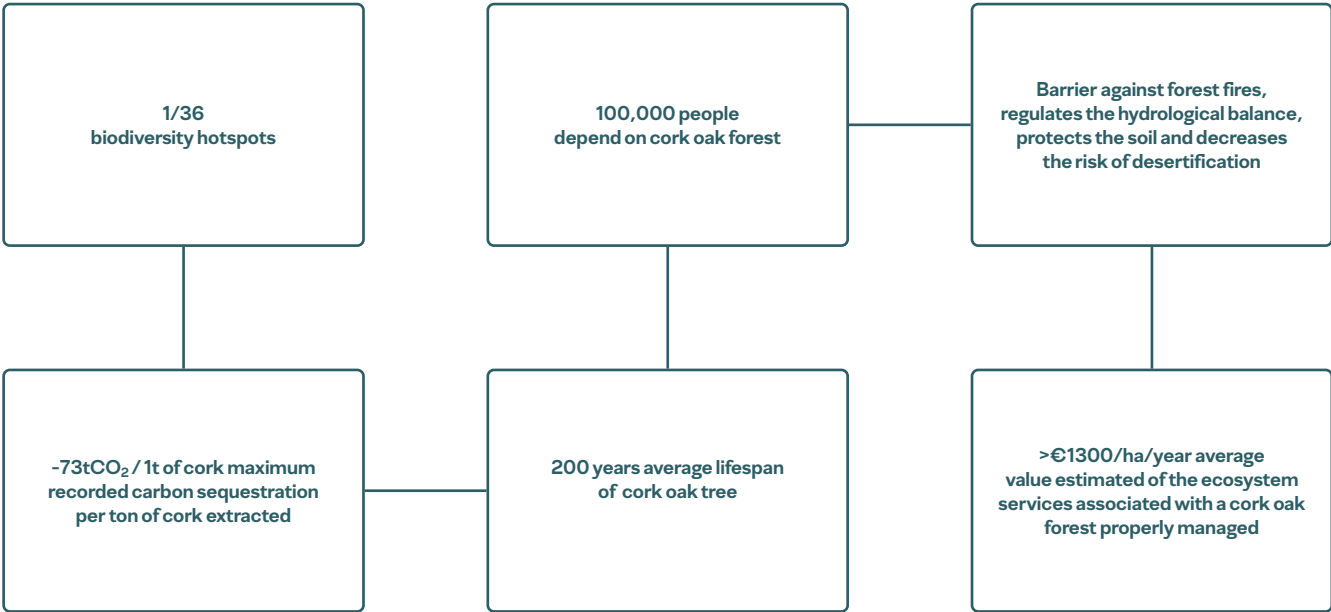 1/36
biodiversity hotspots
100,000 people
depend on cork oak forest
Barrier against forest fires,
regulates the hydrological balance,
protects the soil and decreases
the risk of desertification
-73tCO₂ / 1t of cork maximum
recorded carbon sequestration
per ton of cork extracted
200 years average lifespan
of cork oak tree
>€1300/ha/year average
value estimated of the ecosystem
services associated with a cork oak
forest properly managed